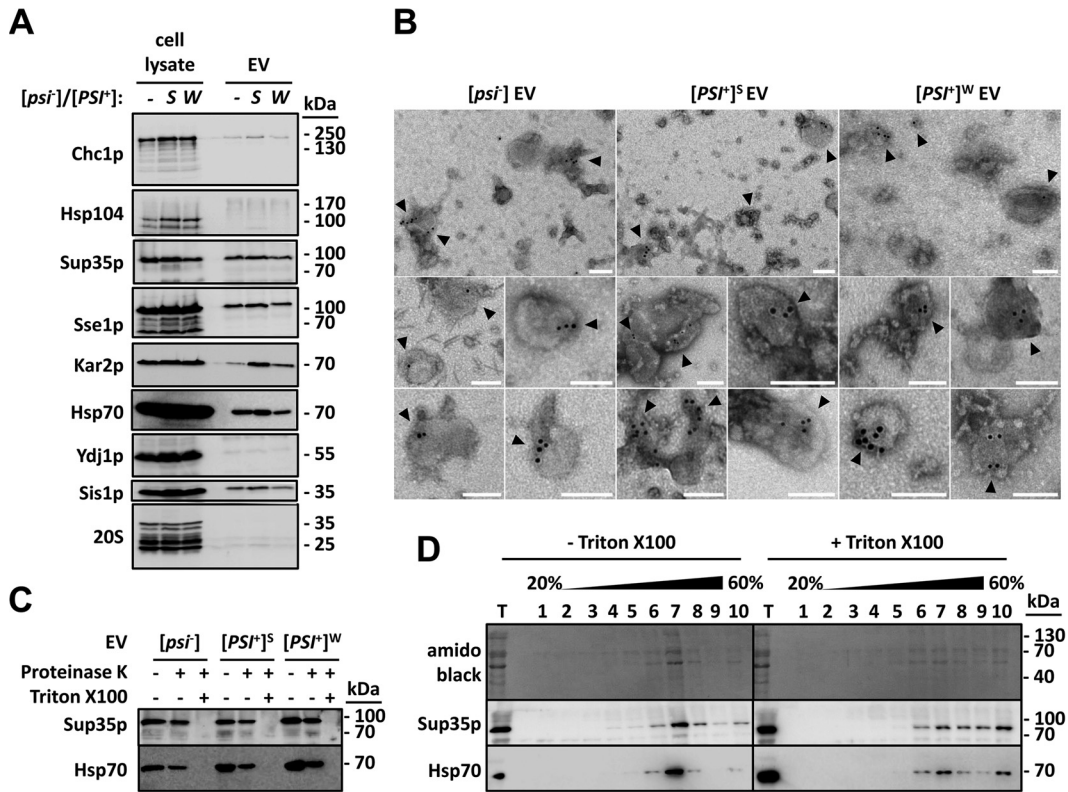 A
cell lysate
EV
[psi-]/[PSI+]: - S W - S W
kDa
Chc1p
- 250
- 130
Hsp104
- 170
- 100
Sup35p
- 100
- 70
Sse1p
- 100
- 70
Kar2p
- 70
Hsp70
- 70
Ydj1p
- 55
Sis1p
- 35
20S
- 35
- 25
B
[psi-] EV
[PSI+]S EV
[PSI+]W EV
C
EV [psi-] [PSI+]S [PSI+]W
Proteinase K - + + - + + - + +
Triton X100 + + +
kDa
Sup35p
- 100
- 70
Hsp70
- 70
D
- Triton X100
+ Triton X100
20% 60% 20% 60%
T 1 2 3 4 5 6 7 8 9 10 T 1 2 3 4 5 6 7 8 9 10
kDa
amido black
- 130
- 70
- 40
Sup35p
- 100
- 70
Hsp70
- 70